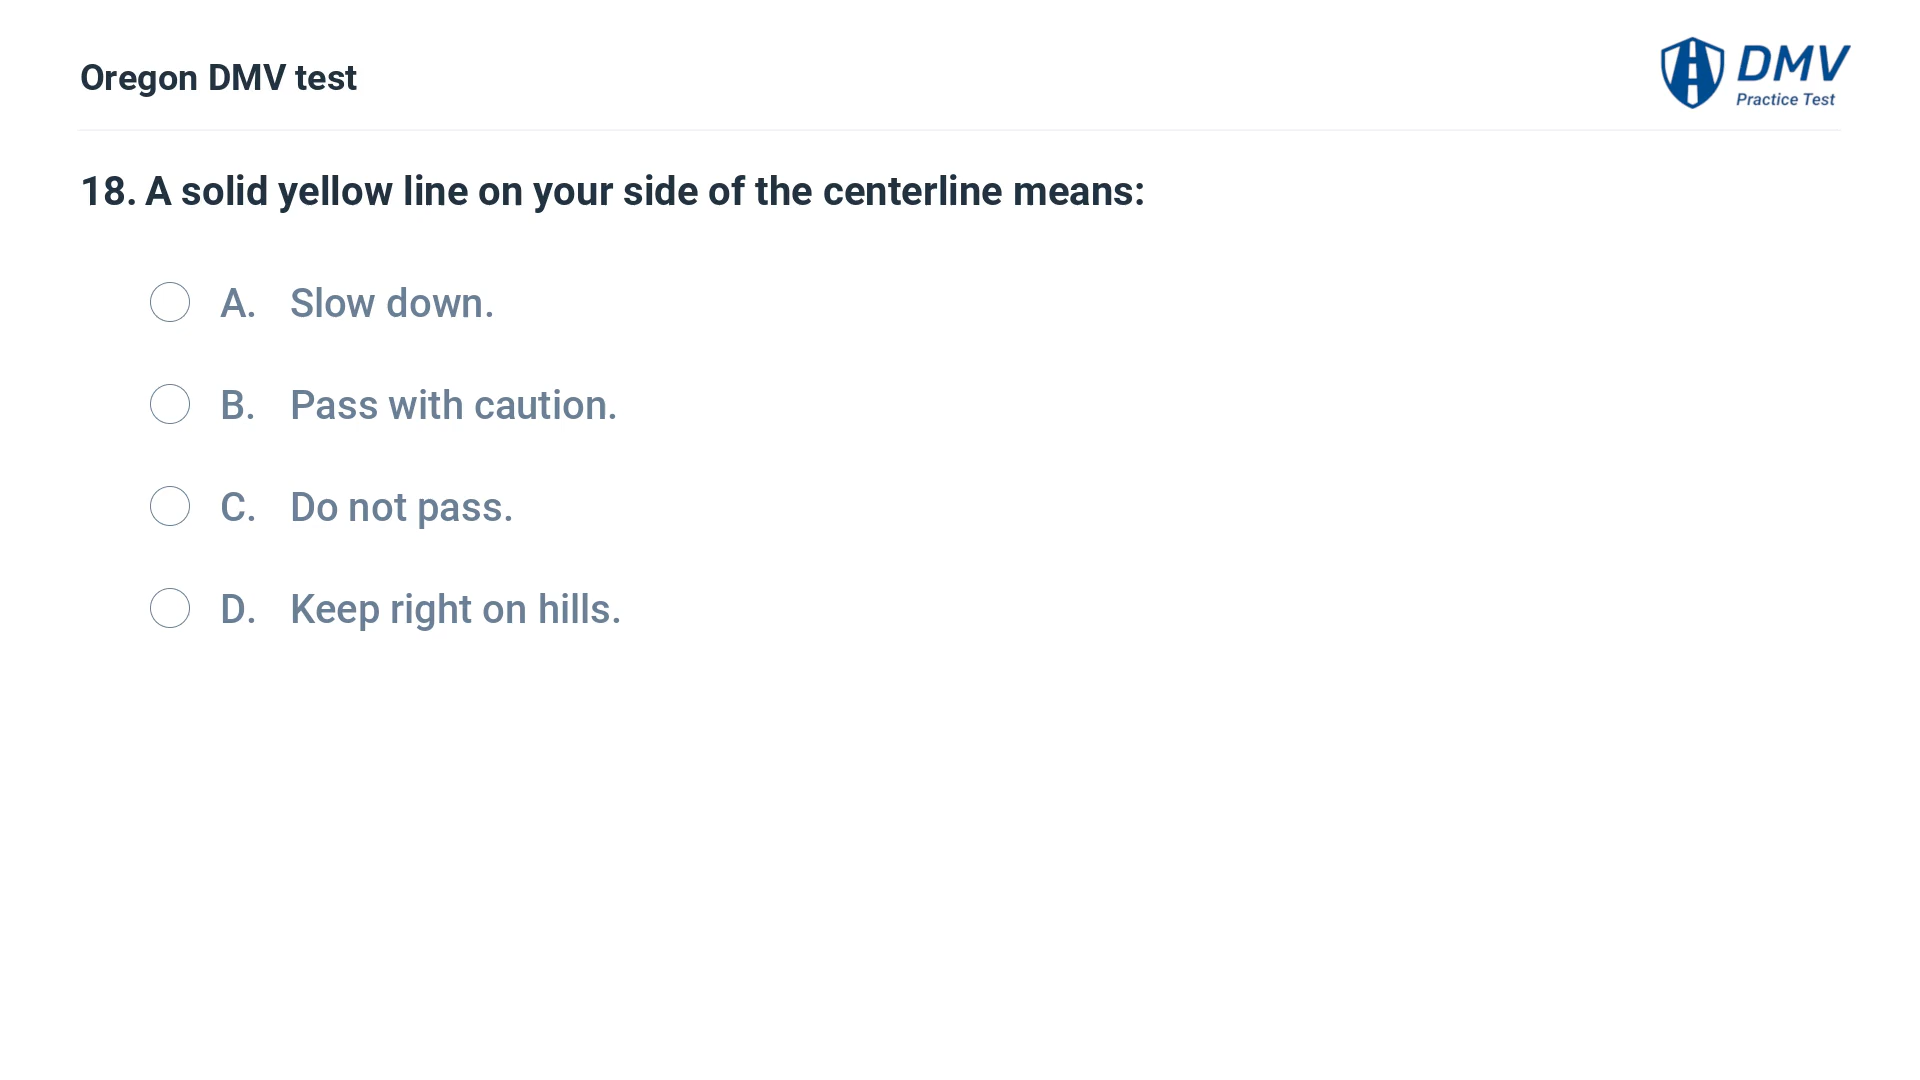 Oregon DMV test
DMV
Practice Test
18. A solid yellow line on your side of the centerline means:
A. Slow down.
B. Pass with caution.
C. Do not pass.
D. Keep right on hills.